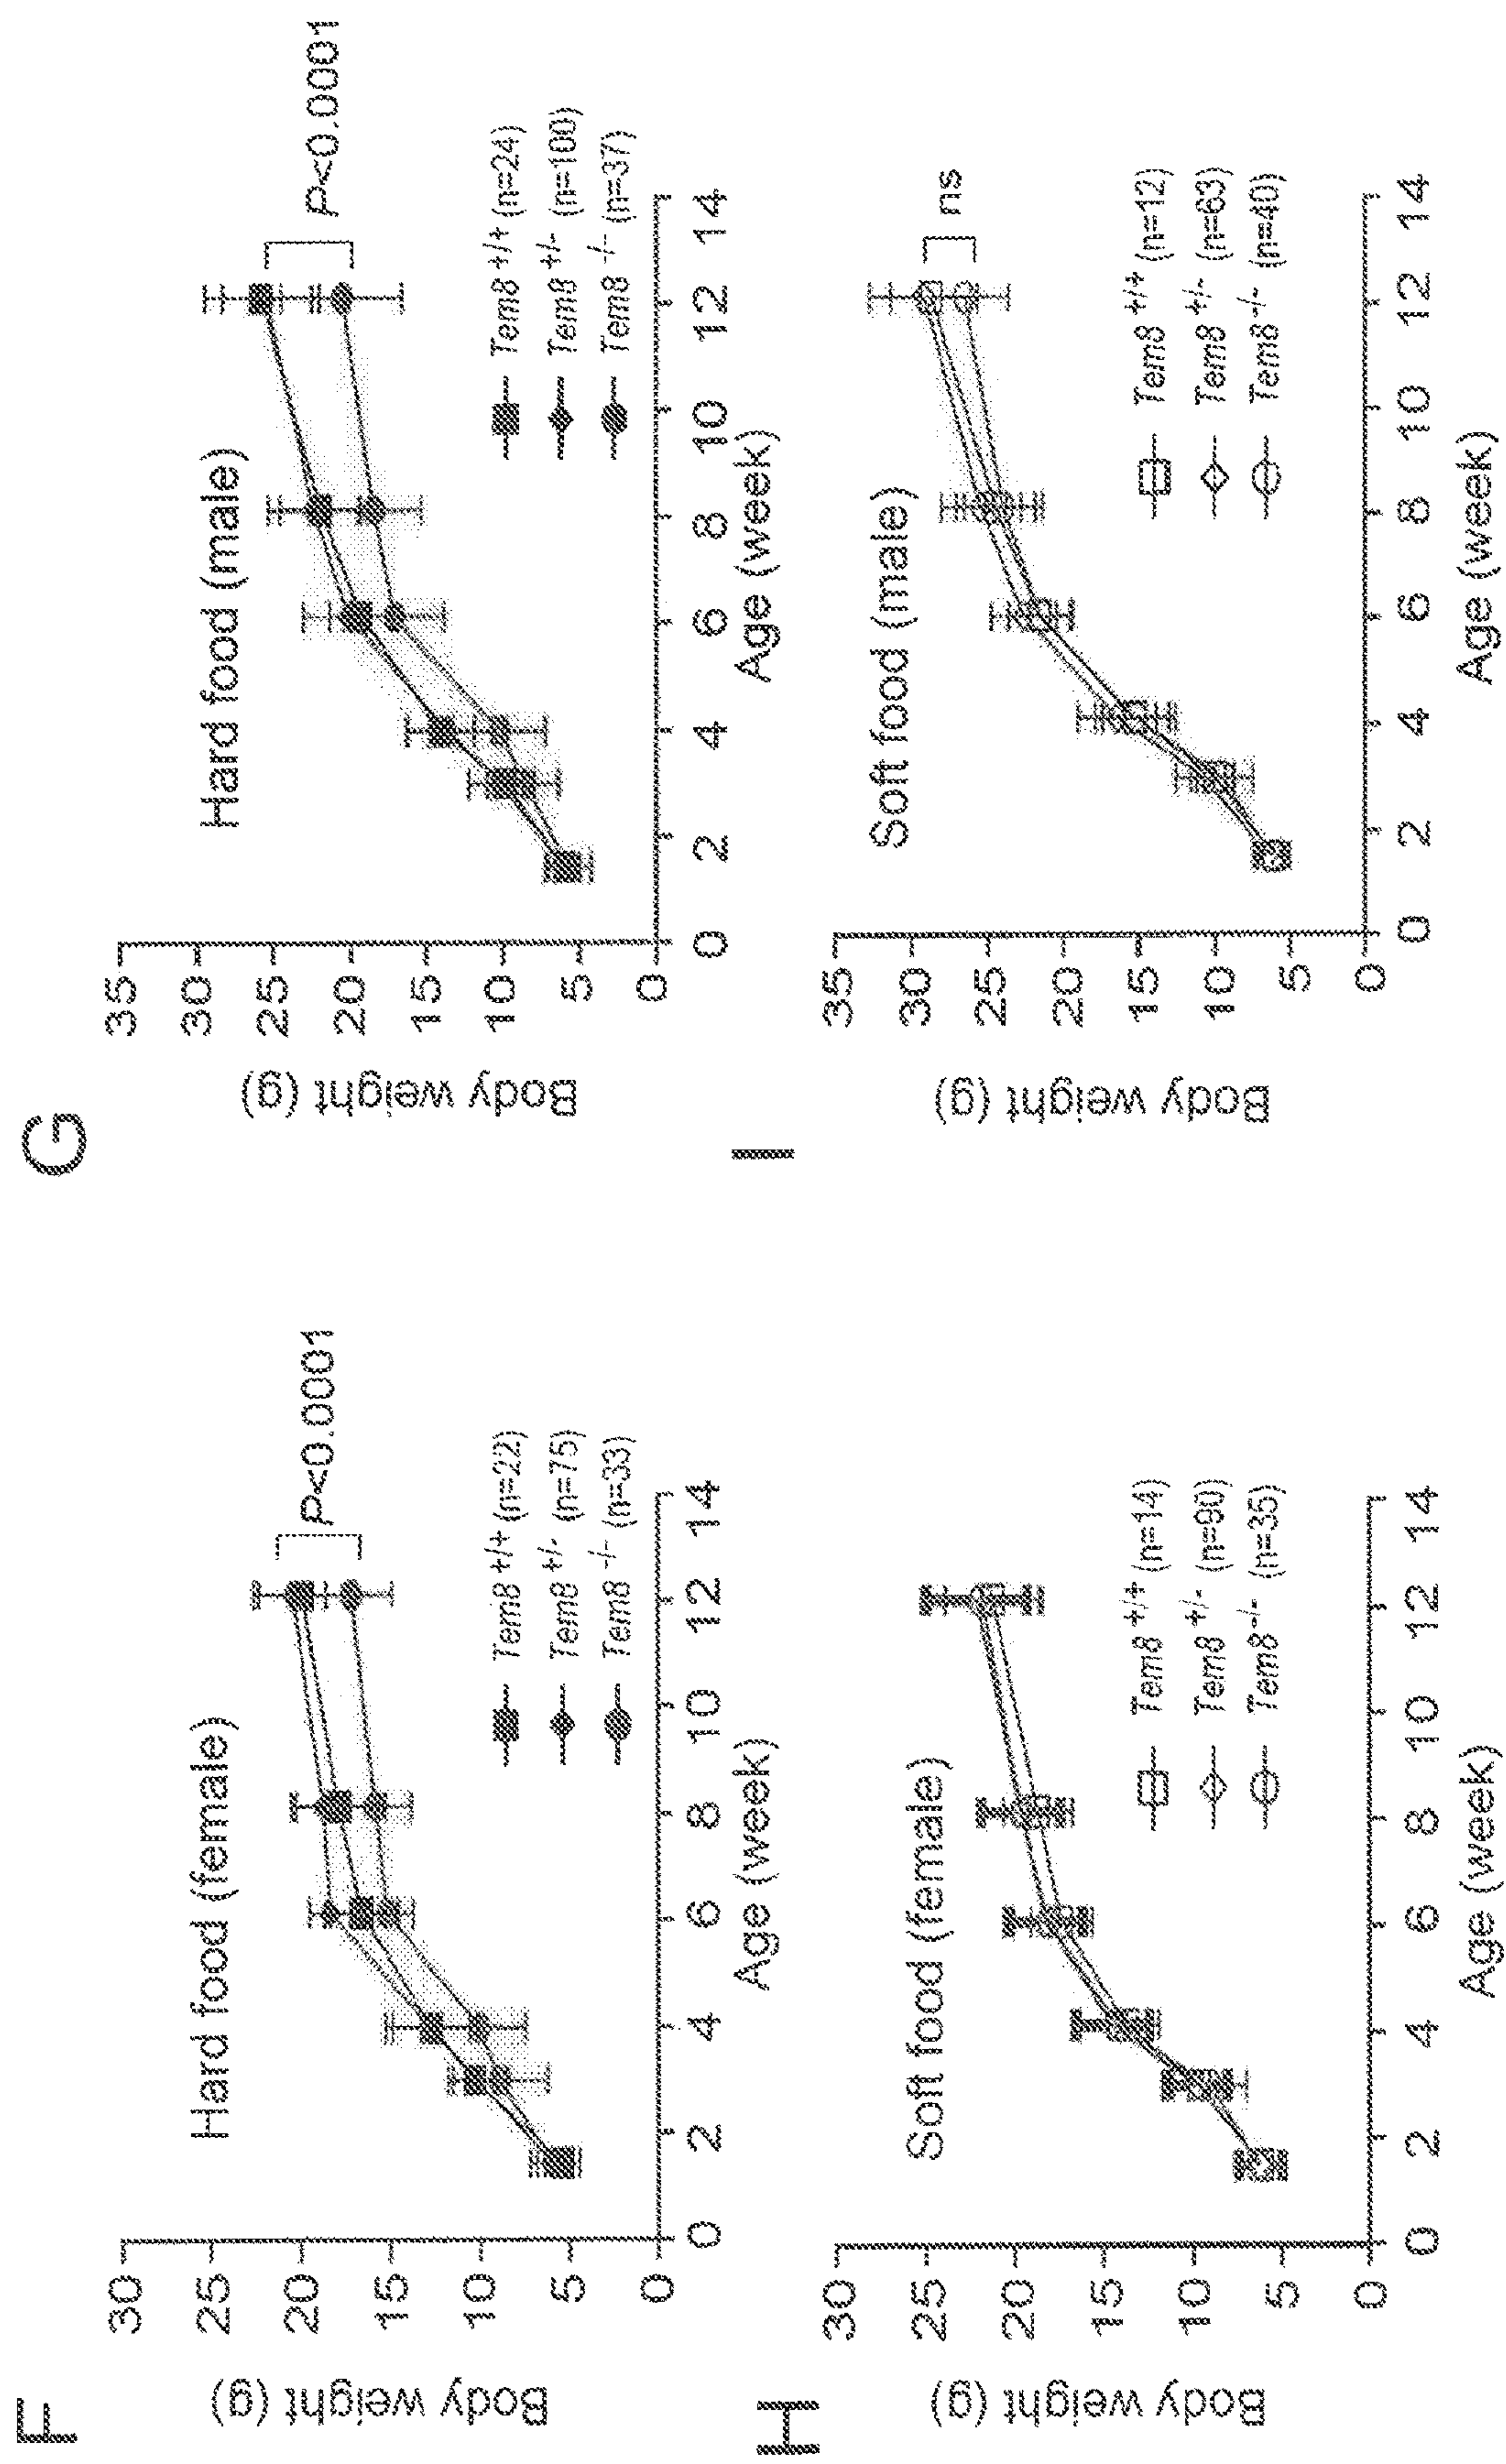 F
Hard food (female)
Body weight (g)
30
25
20
15
10
5
0
0 2 4 6 8 10 12 14
Age (week)
P<0.0001
Tem8 +/+ (n=22)
Tem8 +/- (n=75)
Tem8 -/- (n=33)
G
Hard food (male)
Body weight (g)
35
30
25
20
15
10
5
0
0 2 4 6 8 10 12 14
Age (week)
P<0.0001
Tem8 +/+ (n=24)
Tem8 +/- (n=100)
Tem8 -/- (n=37)
H
Soft food (female)
Body weight (g)
30
25
20
15
10
5
0
0 2 4 6 8 10 12 14
Age (week)
Tem8 +/+ (n=14)
Tem8 +/- (n=90)
Tem8 -/- (n=35)
I
Soft food (male)
Body weight (g)
35
30
25
20
15
10
5
0
0 2 4 6 8 10 12 14
Age (week)
ns
Tem8 +/+ (n=12)
Tem8 +/- (n=63)
Tem8 -/- (n=40)